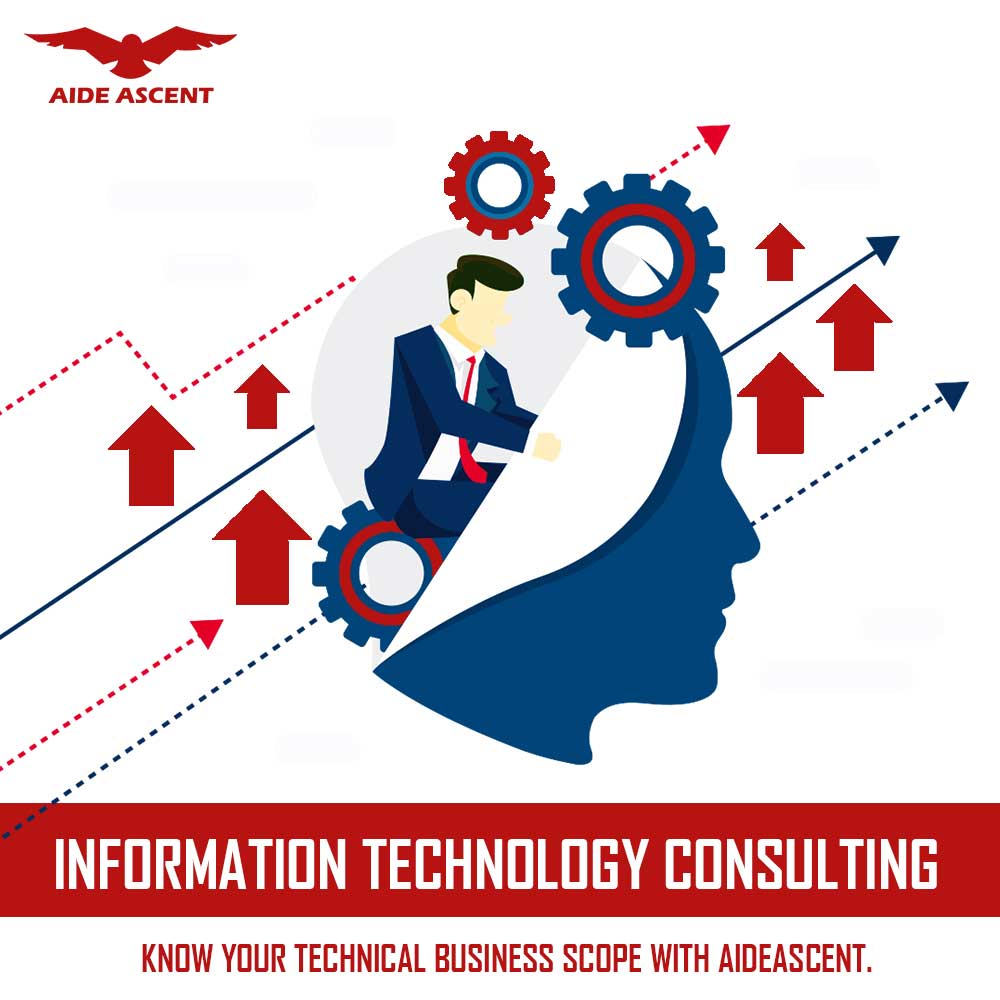 AIDE ASCENT
INFORMATION TECHNOLOGY CONSULTING
KNOW YOUR TECHNICAL BUSINESS SCOPE WITH AIDEASCENT.